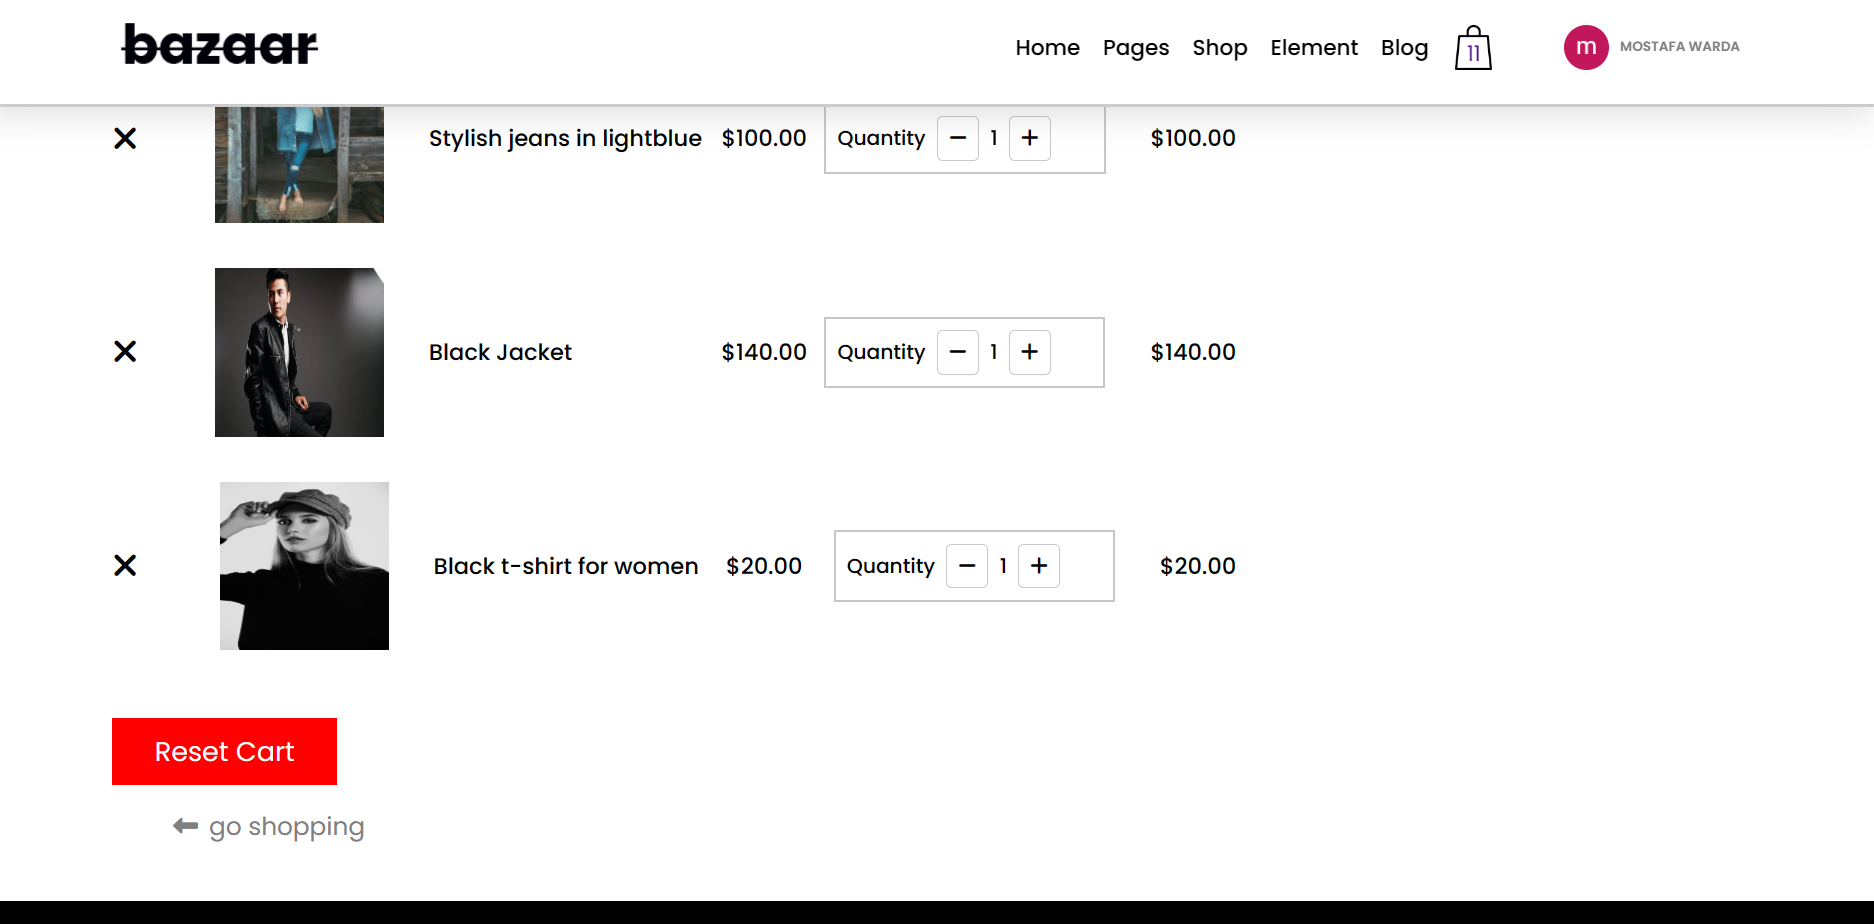 bazaar
Home Pages Shop Element Blog 11 m MOSTAFA WARDA
Stylish jeans in lightblue $100.00 Quantity − 1 + $100.00
Black Jacket $140.00 Quantity − 1 + $140.00
Black t-shirt for women $20.00 Quantity − 1 + $20.00
Reset Cart
go shopping